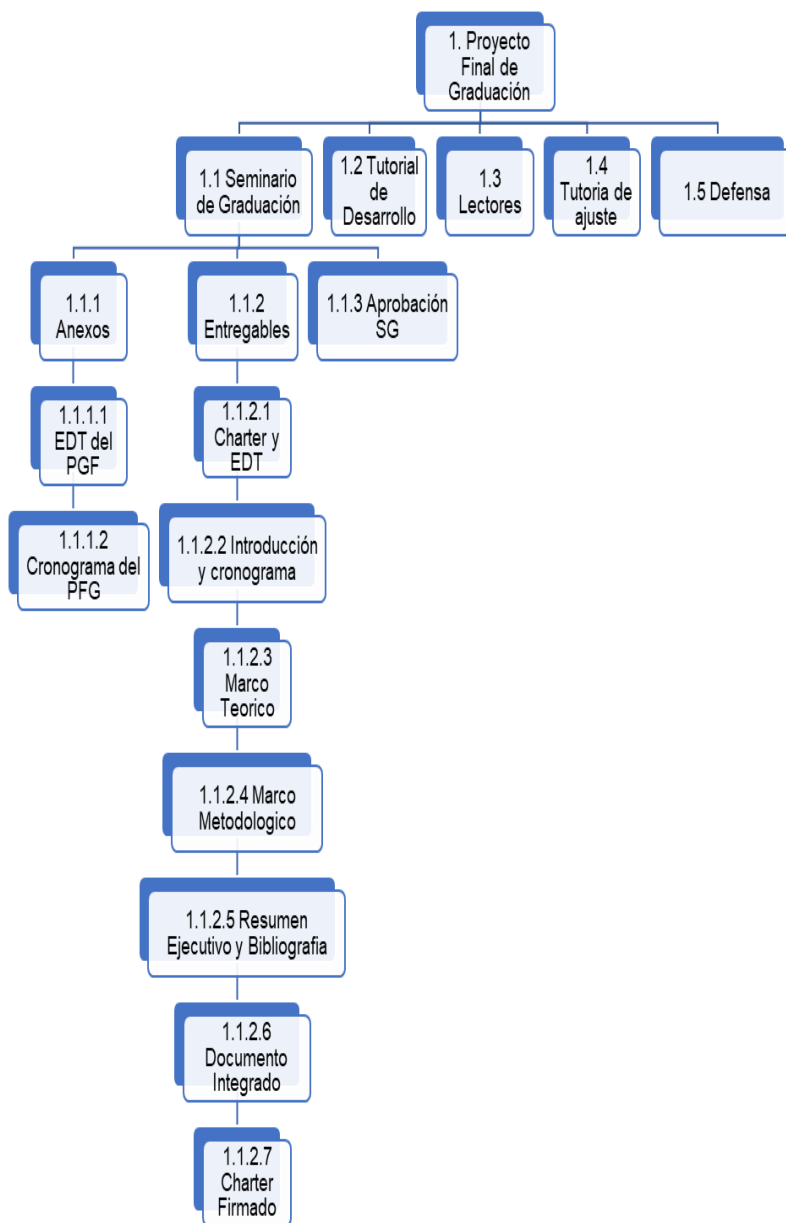 1. Proyecto
Final de
Graduación
1.1 Seminario
de Graduación
1.2 Tutorial
de
Desarrollo
1.3
Lectores
1.4
Tutoria de
ajuste
1.5 Defensa
1.1.1
Anexos
1.1.2
Entregables
1.1.3 Aprobación
SG
1.1.1.1
EDT del
PGF
1.1.2.1
Charter y
EDT
1.1.1.2
Cronograma del
PFG
1.1.2.2 Introducción
y cronograma
1.1.2.3
Marco
Teorico
1.1.2.4 Marco
Metodologico
1.1.2.5 Resumen
Ejecutivo y Bibliografia
1.1.2.6
Documento
Integrado
1.1.2.7
Charter
Firmado